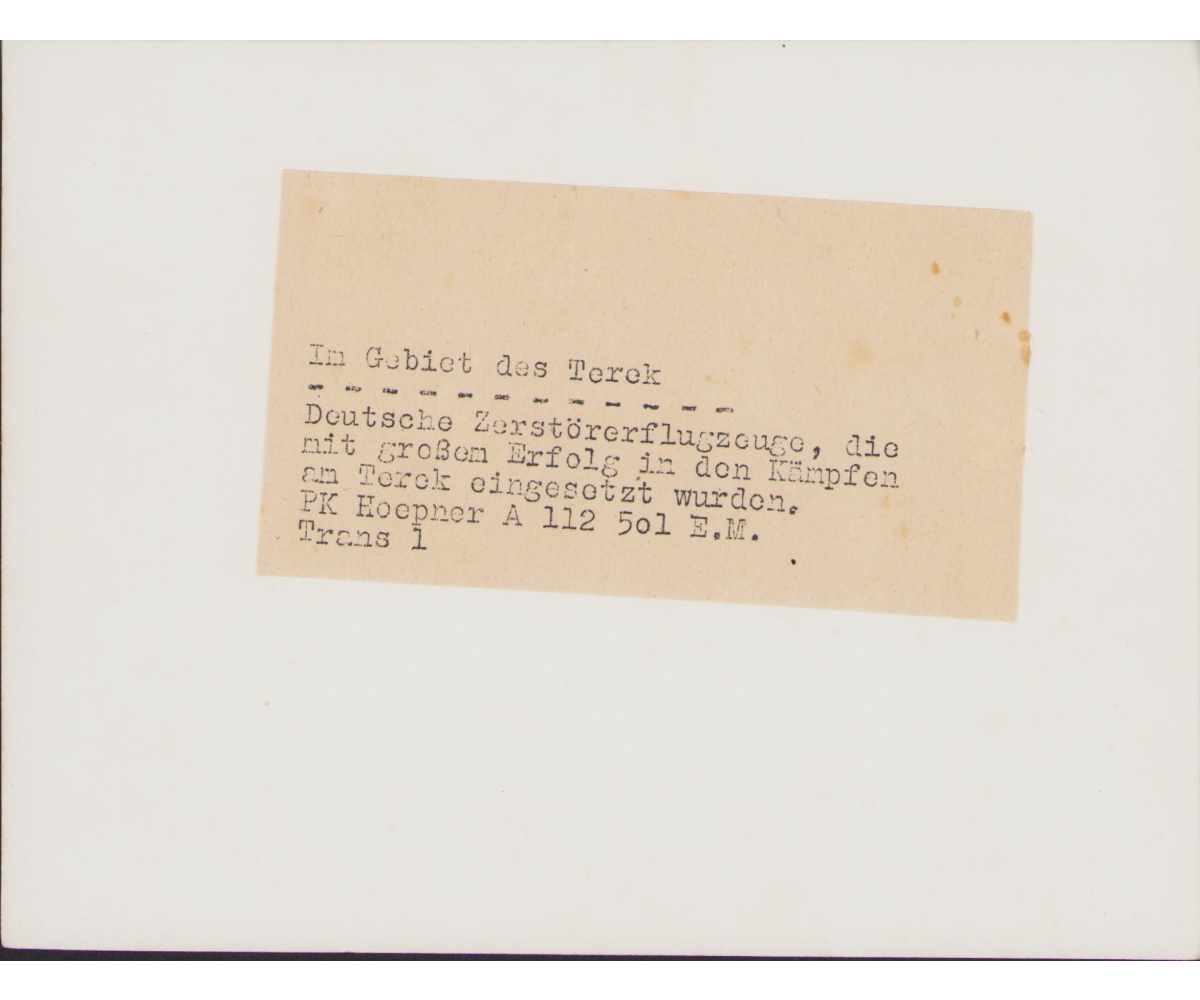 Im Gebiet des Terek
- - - - - - - - - - - -
Deutsche Zerstörerflugzeuge, die
mit großem Erfolg in den Kämpfen
am Terek eingesetzt wurden.
PK Hoepner A 112 5o1 E.M.
Trans 1